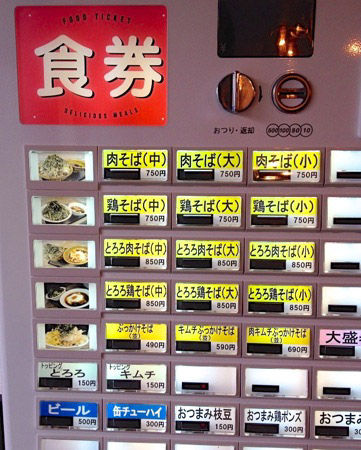 FOOD TICKET
食券
DELICIOUS MEALS
おつり・返却
500 100 50 10
肉そば(中) 750円
肉そば(大) 750円
肉そば(小) 750円
鶏そば(中) 750円
鶏そば(大) 750円
鶏そば(小) 750円
とろろ肉そば(中) 850円
とろろ肉そば(大) 850円
とろろ肉そば(小) 850円
とろろ鶏そば(中) 850円
とろろ鶏そば(大) 850円
とろろ鶏そば(小) 850円
ぶっかけそば(並) 490円
キムチぶっかけそば(並) 590円
肉キムチぶっかけそば(並) 690円
大盛
トッピング とろろ 150円
トッピング キムチ 150円
ビール 500円
缶チューハイ 300円
おつまみ枝豆 150円
おつまみ鶏ポンズ 300円
おつまみ